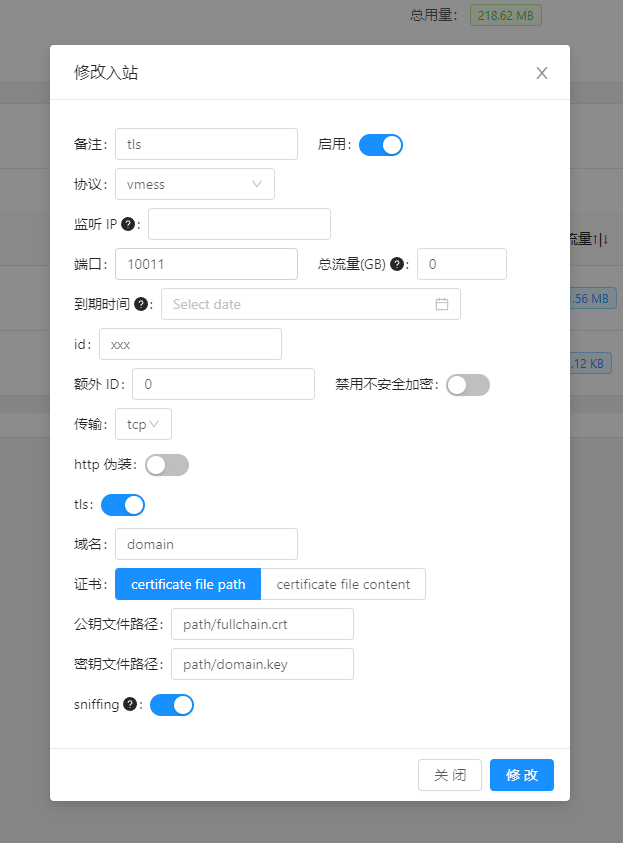 总用量： 218.62 MB
修改入站
备注： tls 启用：
协议： vmess
监听 IP ?：
流量↑|↓
端口： 10011 总流量(GB) ?： 0
到期时间 ?： Select date
.56 MB
id： xxx
.12 KB
额外 ID： 0 禁用不安全加密：
传输： tcp
http 伪装：
tls：
域名： domain
证书： certificate file path certificate file content
公钥文件路径： path/fullchain.crt
密钥文件路径： path/domain.key
sniffing ?：
关 闭 修 改